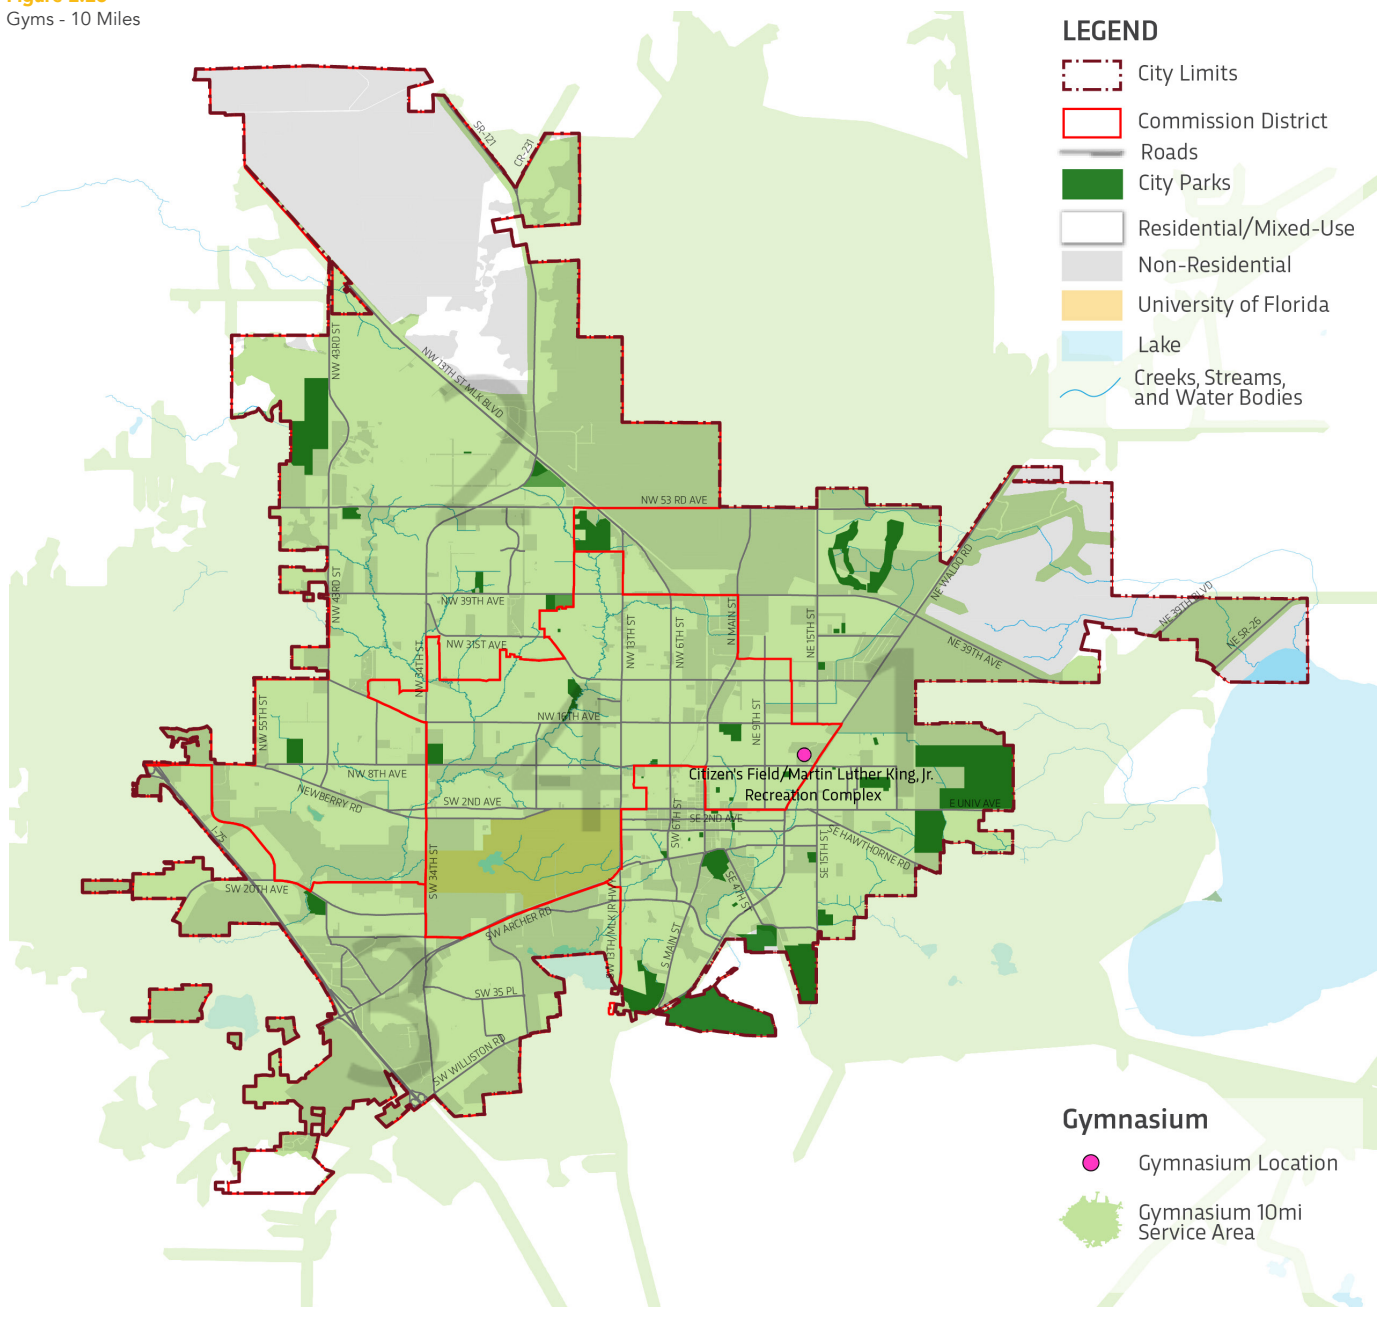 Figure 2.26
Gyms - 10 Miles
LEGEND
City Limits
Commission District
Roads
City Parks
Residential/Mixed-Use
Non-Residential
University of Florida
Lake
Creeks, Streams,
and Water Bodies
SR-121
CR-231
NW 43RD ST
NW 13TH ST MLK BLVD
2
NW 53 RD AVE
NE WALDO RD
NW 43RD ST
NW 39TH AVE
NE 39TH BLVD
NE SR-26
NW 31ST AVE
NW 34TH ST
NW 13TH ST
NW 6TH ST
N MAIN ST
NE 15TH ST
NE 39TH AVE
1
NW 55TH ST
NW 16TH AVE
NE 9TH ST
4
NW 8TH AVE
Citizen's Field/Martin Luther King, Jr.
Recreation Complex
NEWBERRY RD
SW 2ND AVE
E UNIV AVE
SW 6TH ST
SE 2ND AVE
I-75
SE HAWTHORNE RD
SW 34TH ST
SE 15TH ST
SW 20TH AVE
SE 4TH ST
SW ARCHER RD
SW 13TH/MLK JR HWY
S MAIN ST
3
SW 35 PL
SW WILLISTON RD
Gymnasium
Gymnasium Location
Gymnasium 10mi
Service Area